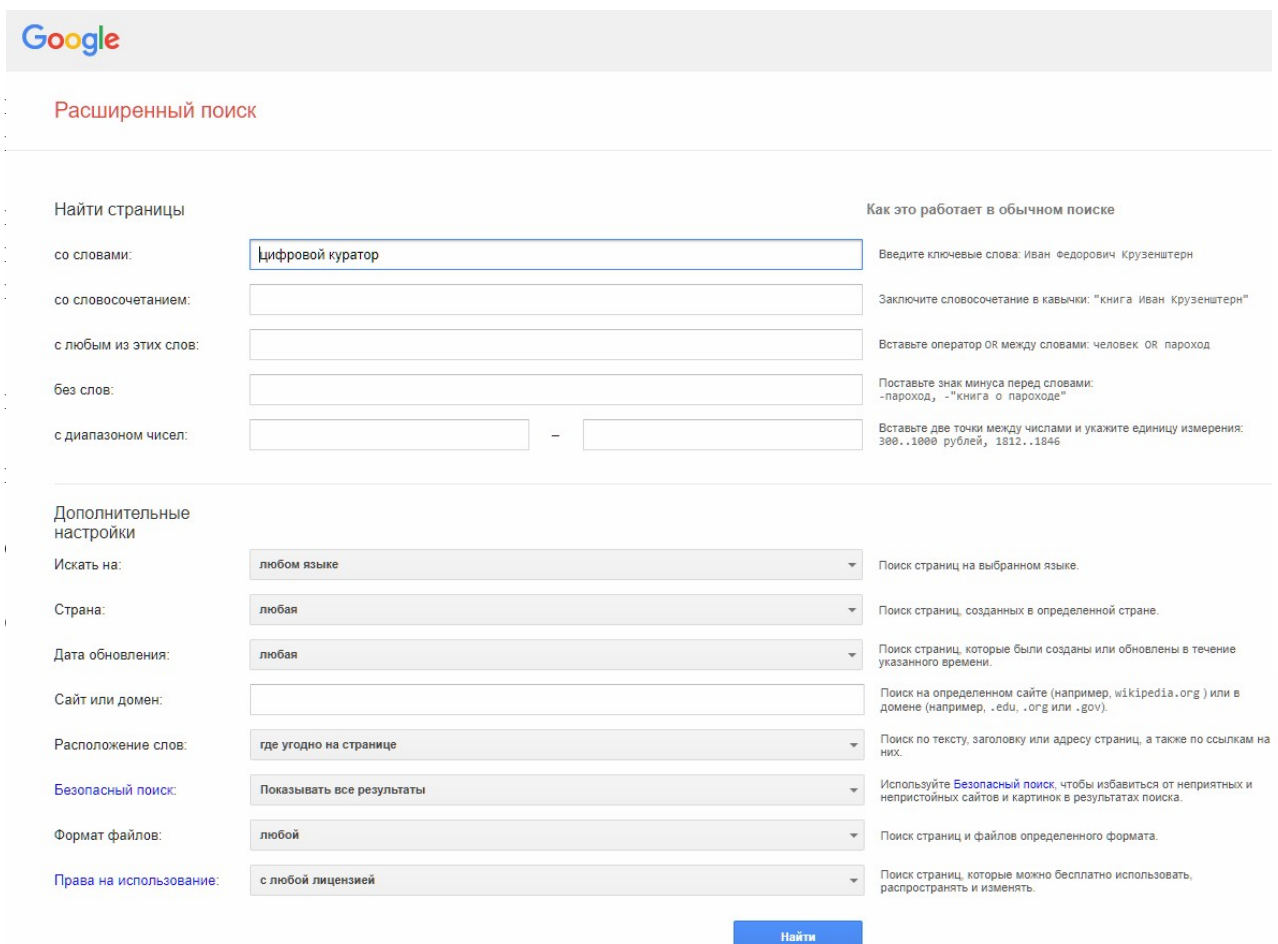 Google
Расширенный поиск
Найти страницы
Как это работает в обычном поиске
со словами:
цифровой куратор
Введите ключевые слова: Иван Федорович Крузенштерн
со словосочетанием:
Заключите словосочетание в кавычки: "книга Иван Крузенштерн"
с любым из этих слов:
Вставьте оператор OR между словами: человек OR пароход
без слов:
Поставьте знак минуса перед словами:
-пароход, -"книга о пароходе"
с диапазоном чисел:
–
Вставьте две точки между числами и укажите единицу измерения:
300..1000 рублей, 1812..1846
Дополнительные
настройки
Искать на:
любом языке
Поиск страниц на выбранном языке.
Страна:
любая
Поиск страниц, созданных в определенной стране.
Дата обновления:
любая
Поиск страниц, которые были созданы или обновлены в течение
указанного времени.
Сайт или домен:
Поиск на определенном сайте (например, wikipedia.org ) или в
домене (например, .edu, .org или .gov).
Расположение слов:
где угодно на странице
Поиск по тексту, заголовку или адресу страниц, а также по ссылкам на
них.
Безопасный поиск:
Показывать все результаты
Используйте Безопасный поиск, чтобы избавиться от неприятных и
непристойных сайтов и картинок в результатах поиска.
Формат файлов:
любой
Поиск страниц и файлов определенного формата.
Права на использование:
с любой лицензией
Поиск страниц, которые можно бесплатно использовать,
распространять и изменять.
Найти